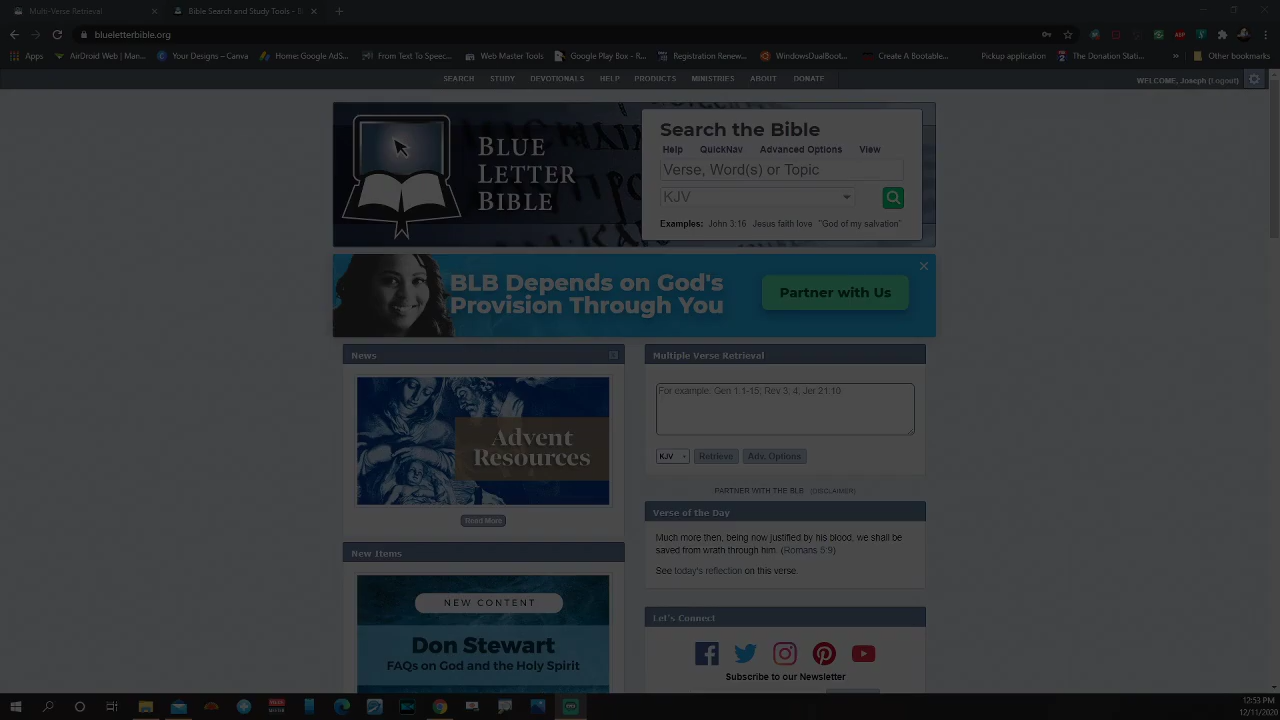 Multi-Verse Retrieval
Bible Search and Study Tools - Bl
blueletterbible.org
ABP
Apps
AirDroid Web | Man...
Your Designs – Canva
Home: Google AdS...
From Text To Speec...
Web Master Tools
Google Play Box - R...
Registration Renew...
WindowsDualBoot...
Create A Bootable...
Pickup application
The Donation Stati...
»
Other bookmarks
SEARCH
STUDY
DEVOTIONALS
HELP
PRODUCTS
MINISTRIES
ABOUT
DONATE
WELCOME, Joseph (Logout)
BLUE
LETTER
BIBLE
Search the Bible
Help
QuickNav
Advanced Options
View
Verse, Word(s) or Topic
KJV
Examples: John 3:16 Jesus faith love "God of my salvation"
BLB Depends on God's
Provision Through You
Partner with Us
News
Advent
Resources
Read More
New Items
NEW CONTENT
Don Stewart
FAQs on God and the Holy Spirit
Multiple Verse Retrieval
For example, Gen 1:1-15; Rev 3, 4; Jer 21:10.
KJV
Retrieve
Adv. Options
PARTNER WITH THE BLB (DISCLAIMER)
Verse of the Day
Much more then, being now justified by his blood, we shall be
saved from wrath through him. (Romans 5:9)
See today's reflection on this verse.
Let's Connect
Subscribe to our Newsletter
12:53 PM
12/11/2020